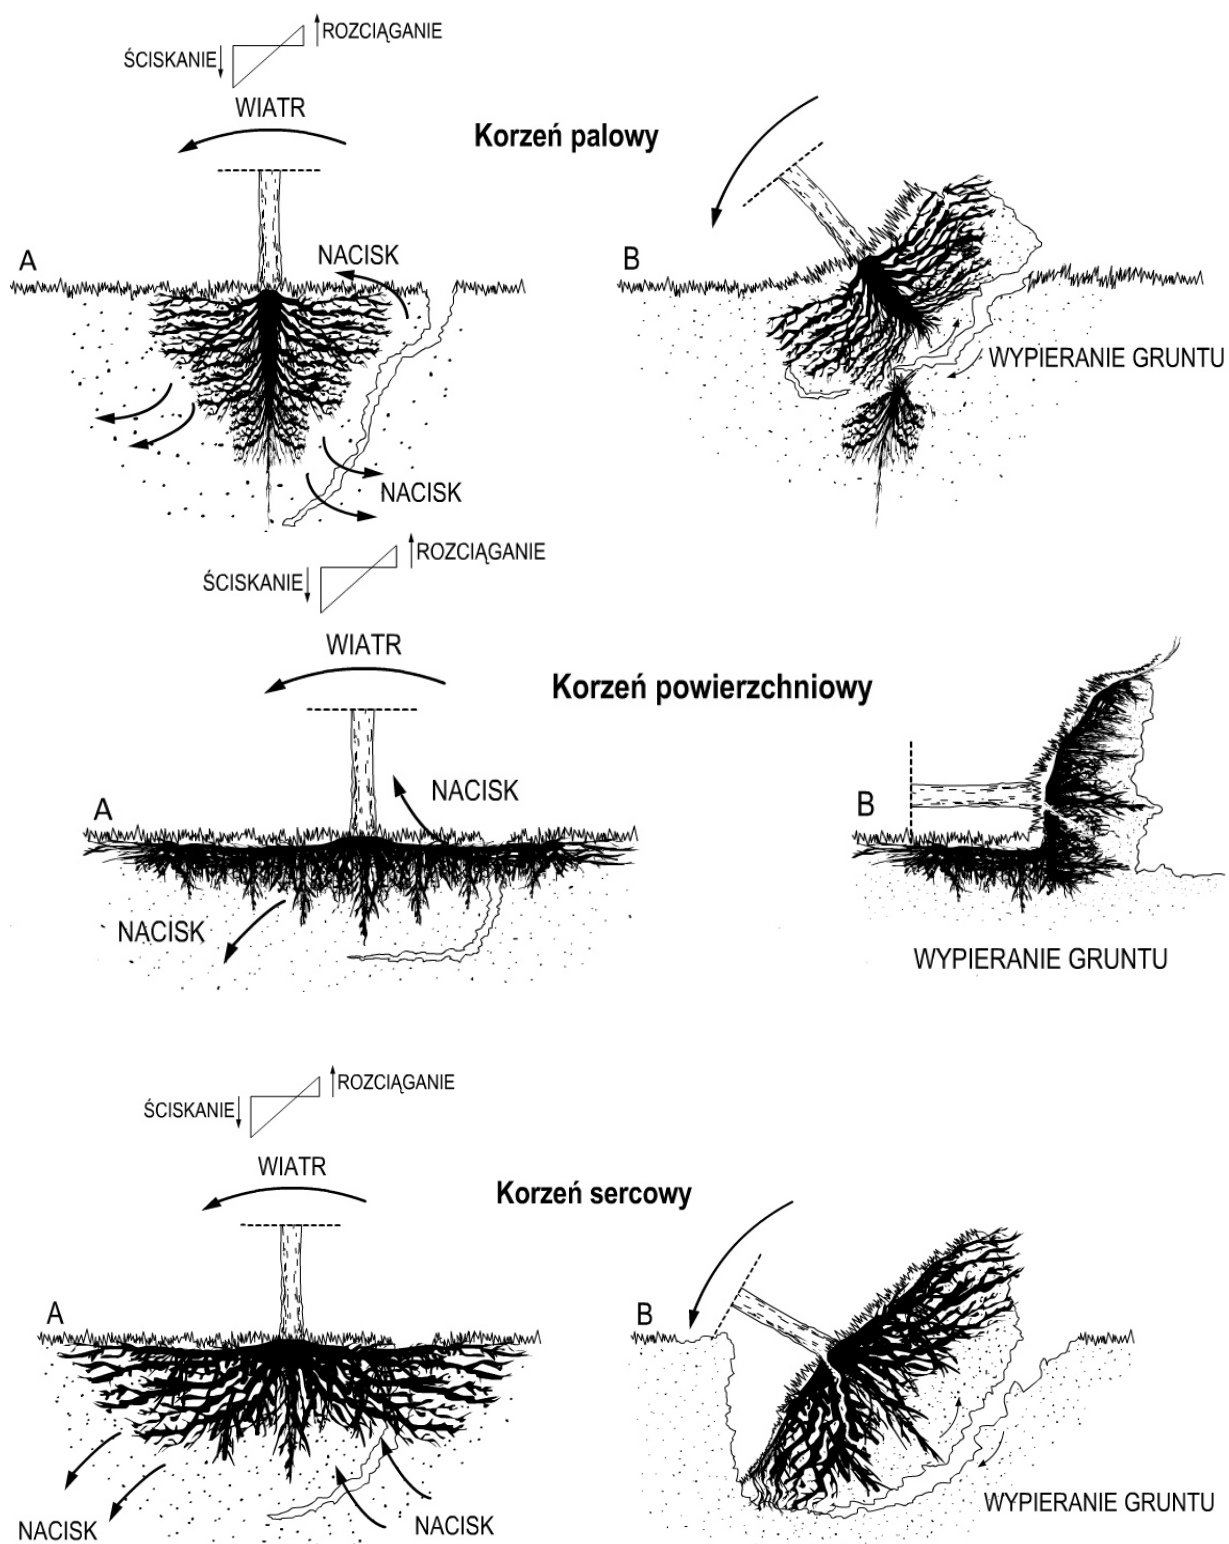 ROZCIĄGANIE
ŚCISKANIE
WIATR
Korzeń palowy
A
NACISK
B
WYPIERANIE GRUNTU
NACISK
ROZCIĄGANIE
ŚCISKANIE
WIATR
Korzeń powierzchniowy
A
NACISK
B
NACISK
WYPIERANIE GRUNTU
ROZCIĄGANIE
ŚCISKANIE
WIATR
Korzeń sercowy
A
B
NACISK
NACISK
WYPIERANIE GRUNTU